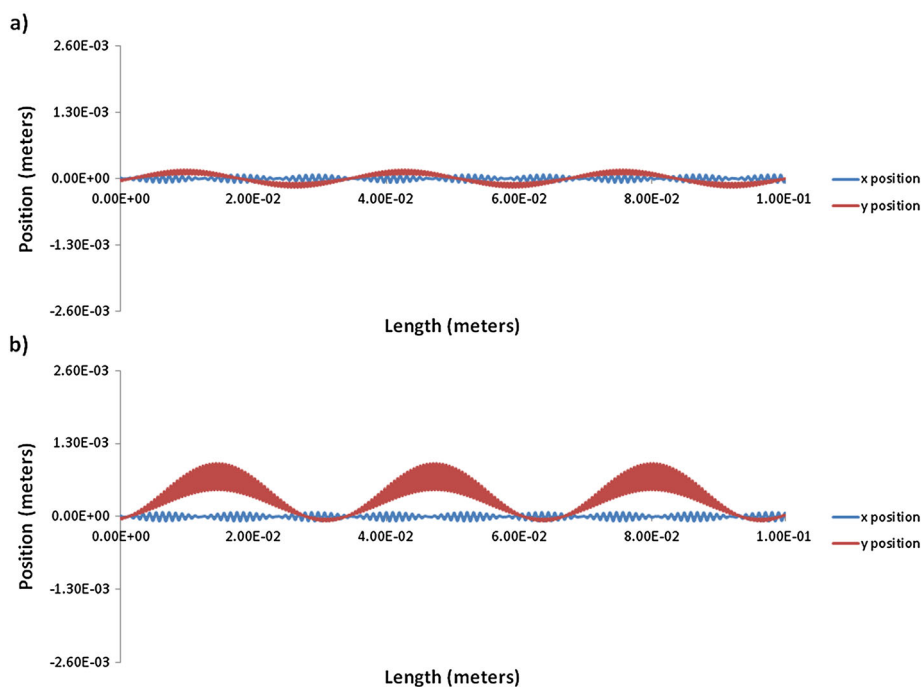 a)
2.60E-03
1.30E-03
0.00E+00
-1.30E-03
-2.60E-03
Position (meters)
0.00E+00 2.00E-02 4.00E-02 6.00E-02 8.00E-02 1.00E-01
Length (meters)
x position
y position
b)
2.60E-03
1.30E-03
0.00E+00
-1.30E-03
-2.60E-03
Position (meters)
0.00E+00 2.00E-02 4.00E-02 6.00E-02 8.00E-02 1.00E-01
Length (meters)
x position
y position